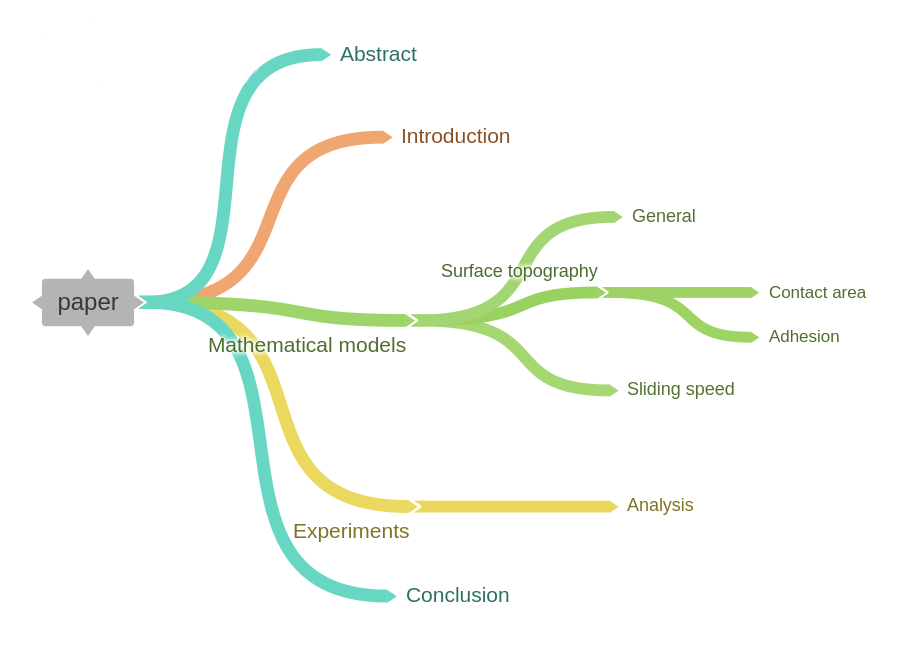 paper
Abstract
Introduction
Mathematical models
General
Surface topography
Contact area
Adhesion
Sliding speed
Experiments
Analysis
Conclusion